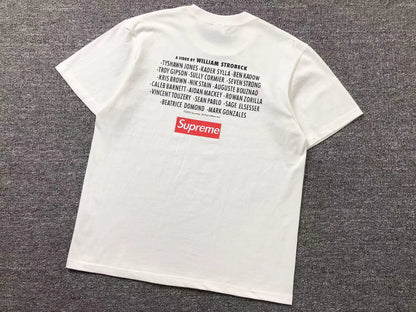 A VIDEO BY WILLIAM STROBECK
-TYSHAWN JONES -KADER SYLLA -BEN KADOW
-TROY GIPSON -SULLY CORMIER -SEVEN STRONG
-KRIS BROWN -NIK STAIN -AUGUSTE BOUZNAD
-CALEB BARNETT -AIDAN MACKEY -ROWAN ZORILLA
-VINCENT TOUZERY -SEAN PABLO -SAGE ELSESSER
-BEATRICE DOMOND -MARK GONZALES
Supreme